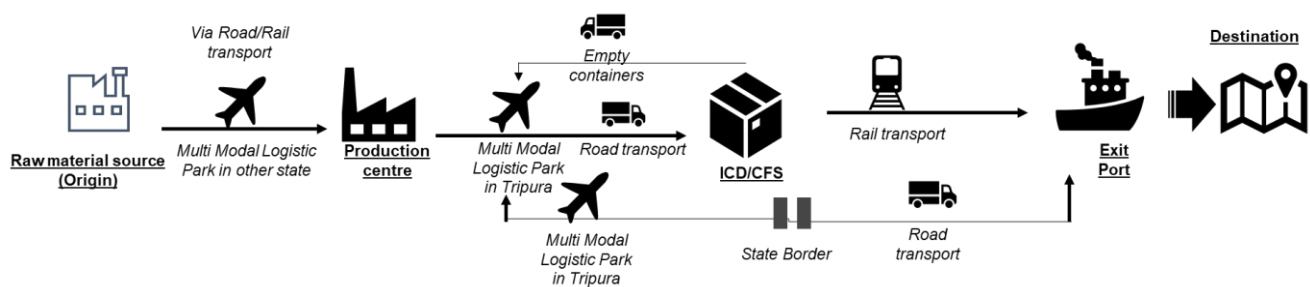 Via Road/Rail
transport
Multi Modal Logistic
Park in other state
Raw material source
(Origin)
Production
centre
Empty
containers
Multi Modal
Logistic Park
in Tripura
Road transport
ICD/CFS
Rail transport
Exit
Port
Destination
Multi Modal
Logistic Park
in Tripura
State Border
Road
transport